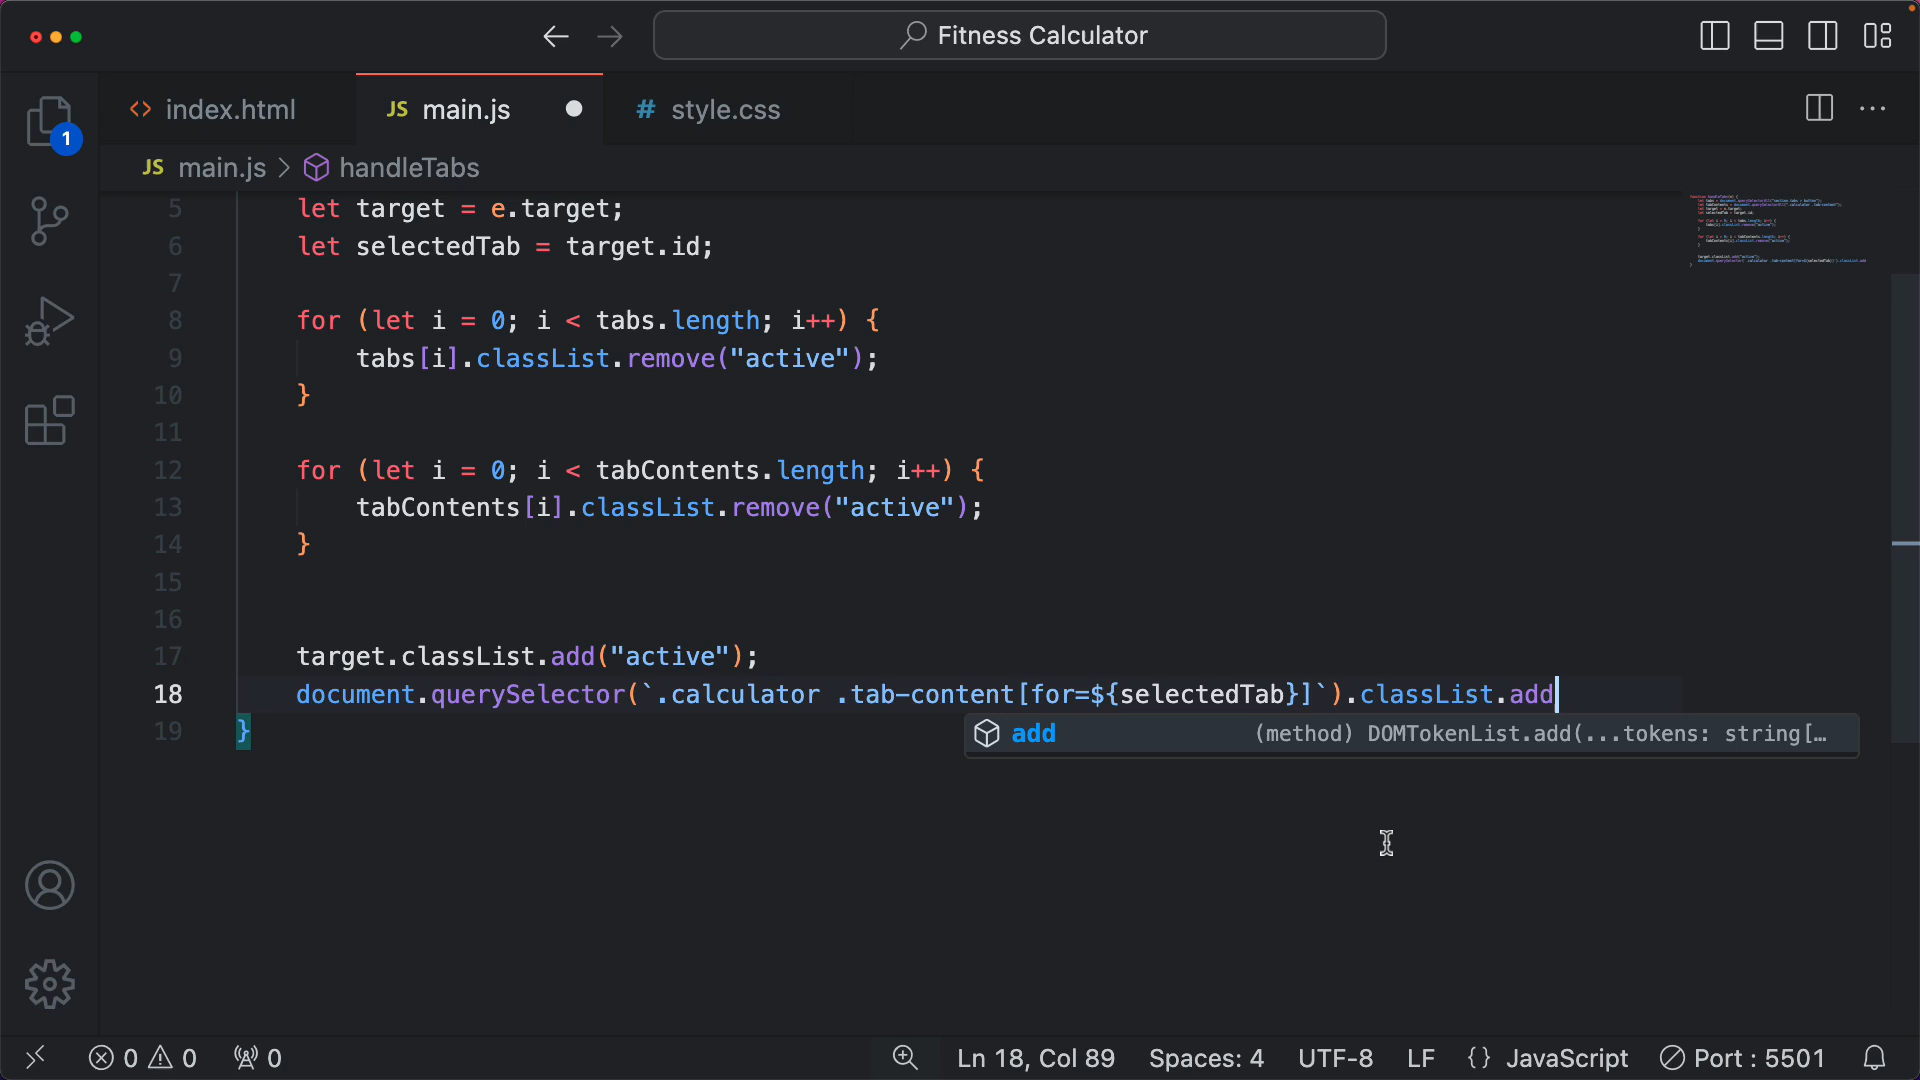 Fitness Calculator
index.html
JS main.js
# style.css
1
JS main.js > handleTabs
5 let target = e.target;
6 let selectedTab = target.id;
7
8 for (let i = 0; i < tabs.length; i++) {
9 tabs[i].classList.remove("active");
10 }
11
12 for (let i = 0; i < tabContents.length; i++) {
13 tabContents[i].classList.remove("active");
14 }
15
16
17 target.classList.add("active");
18 document.querySelector(`.calculator .tab-content[for=${selectedTab}]`).classList.add
19 }
add (method) DOMTokenList.add(...tokens: string[…
0 0 0 Ln 18, Col 89 Spaces: 4 UTF-8 LF {} JavaScript Port : 5501